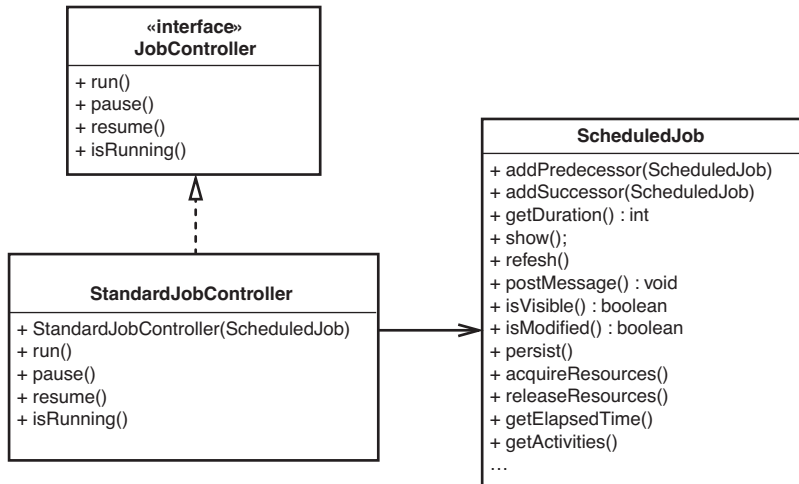 «interface»
JobController
+ run()
+ pause()
+ resume()
+ isRunning()
StandardJobController
+ StandardJobController(ScheduledJob)
+ run()
+ pause()
+ resume()
+ isRunning()
ScheduledJob
+ addPredecessor(ScheduledJob)
+ addSuccessor(ScheduledJob)
+ getDuration() : int
+ show();
+ refesh()
+ postMessage() : void
+ isVisible() : boolean
+ isModified() : boolean
+ persist()
+ acquireResources()
+ releaseResources()
+ getElapsedTime()
+ getActivities()
...